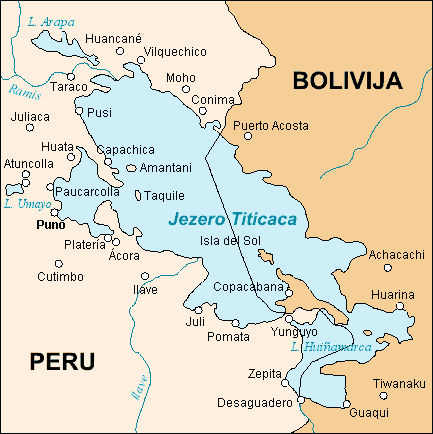 L. Arapa
Huancané
Vilquechico
Moho
Taraco
Ramis
Conima
BOLIVIJA
Pusi
Juliaca
Puerto Acosta
Huata
Capachica
Atuncolla
Amantani
Paucarcolla
Taquile
L. Umayo
Puno
Jezero Titicaca
Platería
Acora
Isla del Sol
Achacachi
Cutimbo
Ilave
Copacabana
Huarina
Juli
Yunguyo
Pomata
L. Huiñamarca
PERU
Ilave
Zepita
Tiwanaku
Desaguadero
Guaqui